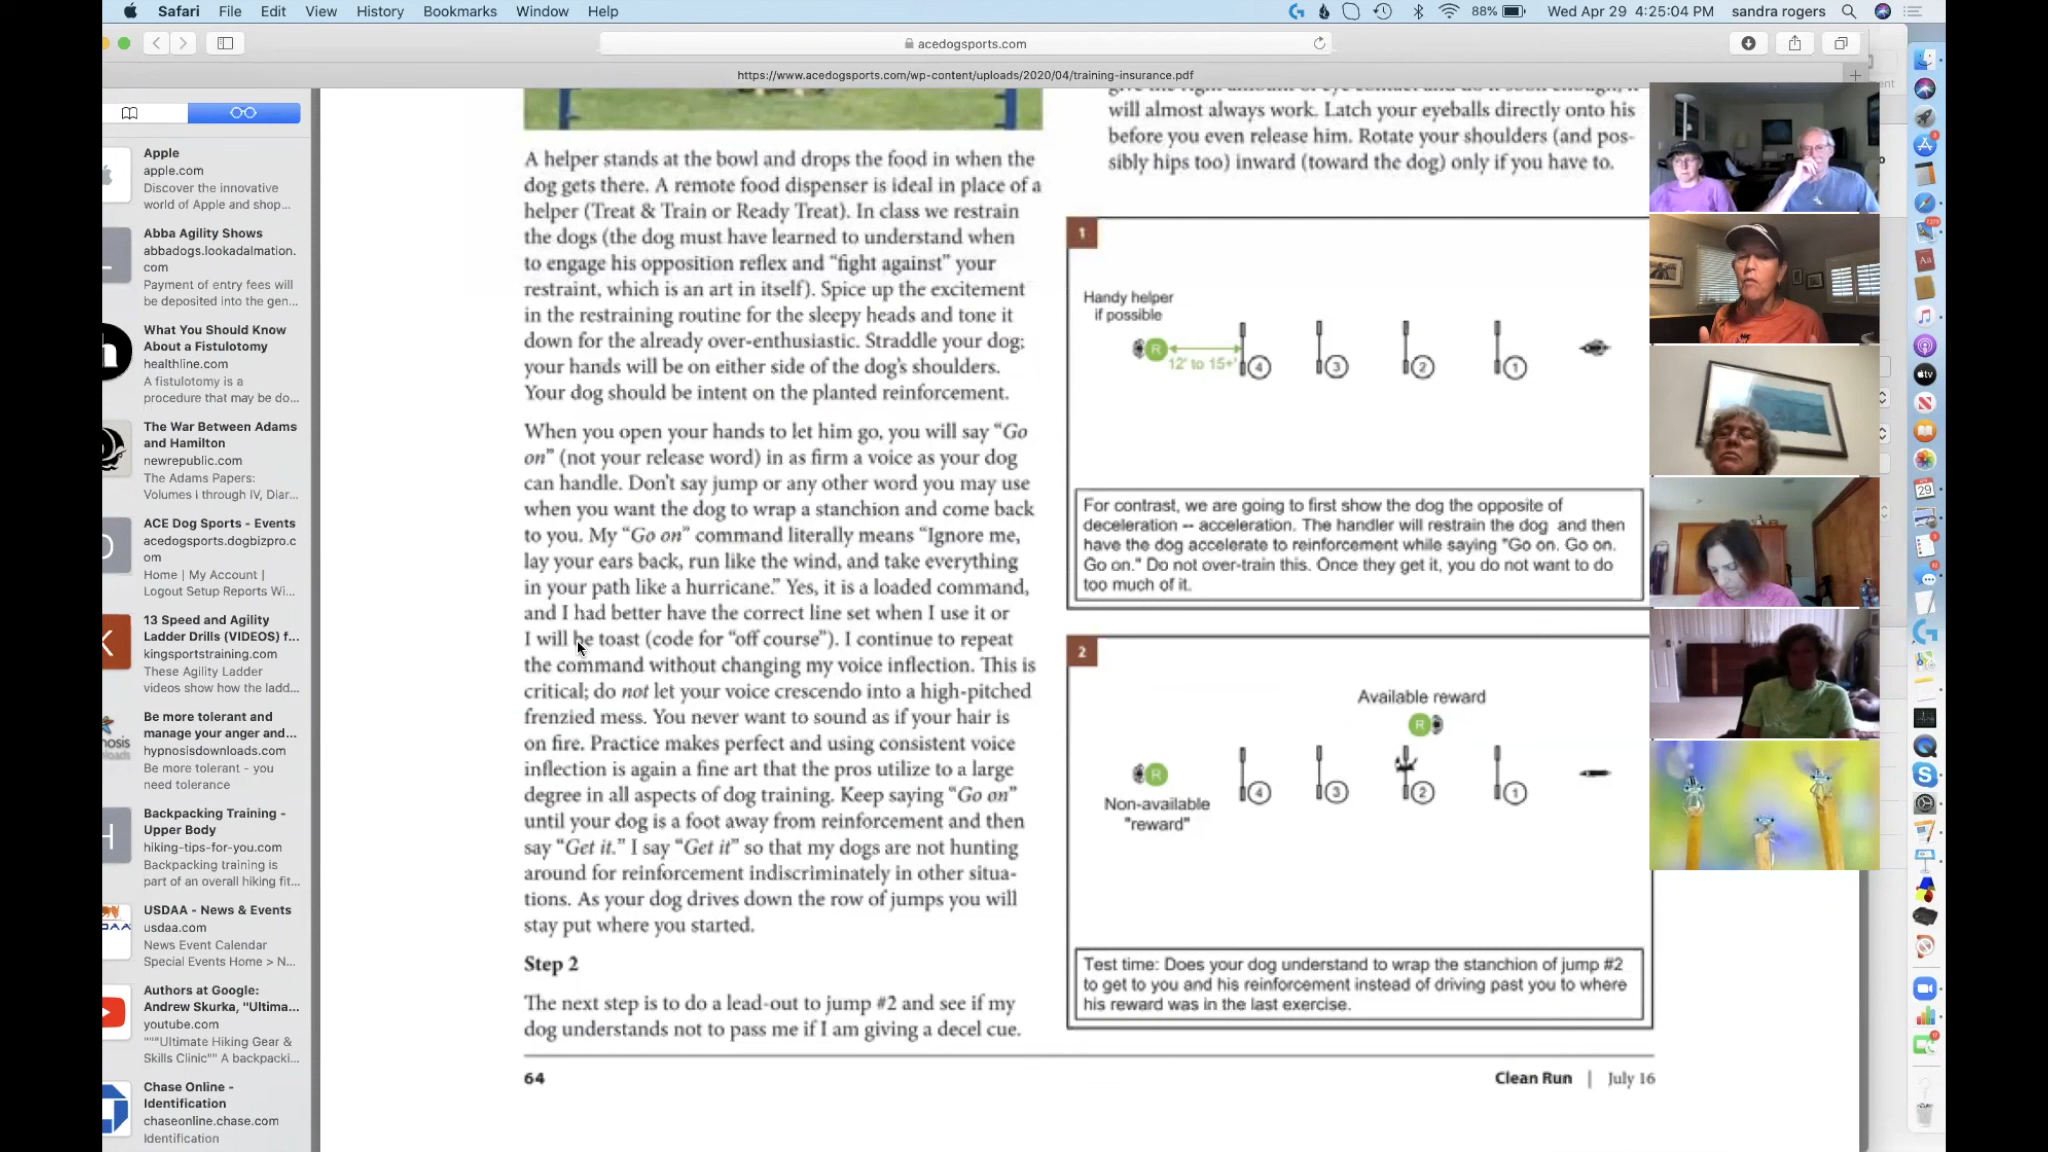 Safari File Edit View History Bookmarks Window Help
88% Wed Apr 29 4:25:04 PM sandra rogers
acedogsports.com
https://www.acedogsports.com/wp-content/uploads/2020/04/training-insurance.pdf
Apple
apple.com
Discover the innovative
world of Apple and shop...
Abba Agility Shows
abbadogs.lookadalmation.
com
Payment of entry fees will
be deposited into the gen...
What You Should Know
About a Fistulotomy
healthline.com
A fistulotomy is a
procedure that may be do...
The War Between Adams
and Hamilton
newrepublic.com
The Adams Papers:
Volumes I through IV, Diar...
ACE Dog Sports - Events
acedogsports.dogbizpro.c
om
Home | My Account |
Logout Setup Reports Wi...
13 Speed and Agility
Ladder Drills (VIDEOS) f...
kingsportstraining.com
These Agility Ladder
videos show how the ladd...
Be more tolerant and
manage your anger and...
hypnosisdownloads.com
Be more tolerant - you
need tolerance
Backpacking Training -
Upper Body
hiking-tips-for-you.com
Backpacking training is
part of an overall hiking fit...
USDAA - News & Events
usdaa.com
News Event Calendar
Special Events Home > N...
Authors at Google:
Andrew Skurka, "Ultima...
youtube.com
"""Ultimate Hiking Gear &
Skills Clinic"" A backpacki...
Chase Online -
Identification
chaseonline.chase.com
Identification
A helper stands at the bowl and drops the food in when the
dog gets there. A remote food dispenser is ideal in place of a
helper (Treat & Train or Ready Treat). In class we restrain
the dogs (the dog must have learned to understand when
to engage his opposition reflex and “fight against” your
restraint, which is an art in itself). Spice up the excitement
in the restraining routine for the sleepy heads and tone it
down for the already over-enthusiastic. Straddle your dog;
your hands will be on either side of the dog's shoulders.
Your dog should be intent on the planted reinforcement.
When you open your hands to let him go, you will say “Go
on” (not your release word) in as firm a voice as your dog
can handle. Don't say jump or any other word you may use
when you want the dog to wrap a stanchion and come back
to you. My “Go on” command literally means “Ignore me,
lay your ears back, run like the wind, and take everything
in your path like a hurricane.” Yes, it is a loaded command,
and I had better have the correct line set when I use it or
I will be toast (code for “off course”). I continue to repeat
the command without changing my voice inflection. This is
critical; do not let your voice crescendo into a high-pitched
frenzied mess. You never want to sound as if your hair is
on fire. Practice makes perfect and using consistent voice
inflection is again a fine art that the pros utilize to a large
degree in all aspects of dog training. Keep saying “Go on”
until your dog is a foot away from reinforcement and then
say “Get it.” I say “Get it” so that my dogs are not hunting
around for reinforcement indiscriminately in other situa-
tions. As your dog drives down the row of jumps you will
stay put where you started.
Step 2
The next step is to do a lead-out to jump #2 and see if my
dog understands not to pass me if I am giving a decel cue.
will almost always work. Latch your eyeballs directly onto his
before you even release him. Rotate your shoulders (and pos-
sibly hips too) inward (toward the dog) only if you have to.
1
Handy helper
if possible
R
12' to 15+'
4 3 2 1
For contrast, we are going to first show the dog the opposite of
deceleration -- acceleration. The handler will restrain the dog and then
have the dog accelerate to reinforcement while saying "Go on. Go on.
Go on." Do not over-train this. Once they get it, you do not want to do
too much of it.
2
Available reward
R
R
4 3 2 1
Non-available
"reward"
Test time: Does your dog understand to wrap the stanchion of jump #2
to get to you and his reinforcement instead of driving past you to where
his reward was in the last exercise.
64
Clean Run | July 16